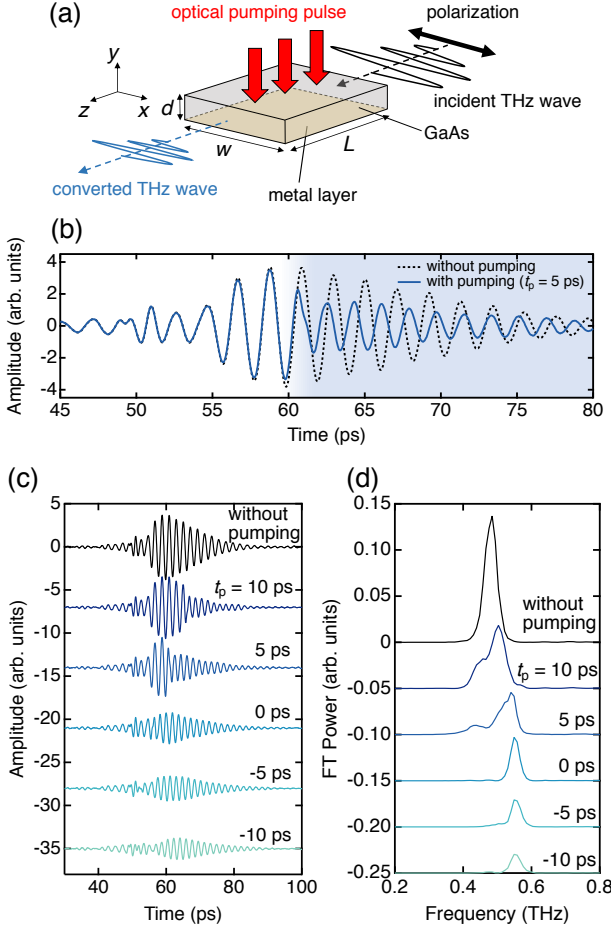 (a)
optical pumping pulse
polarization
y
z
x
d
w
L
incident THz wave
GaAs
metal layer
converted THz wave
(b)
Amplitude (arb. units)
4
2
0
-2
-4
without pumping
with pumping (tp = 5 ps)
45 50 55 60 65 70 75 80
Time (ps)
(c)
Amplitude (arb. units)
5
0
-5
-10
-15
-20
-25
-30
-35
without
pumping
tp = 10 ps
5 ps
0 ps
-5 ps
-10 ps
40 60 80 100
Time (ps)
(d)
FT Power (arb. units)
0.15
0.10
0.05
0
-0.05
-0.10
-0.15
-0.20
-0.25
without
pumping
tp = 10 ps
5 ps
0 ps
-5 ps
-10 ps
0.2 0.4 0.6 0.8
Frequency (THz)